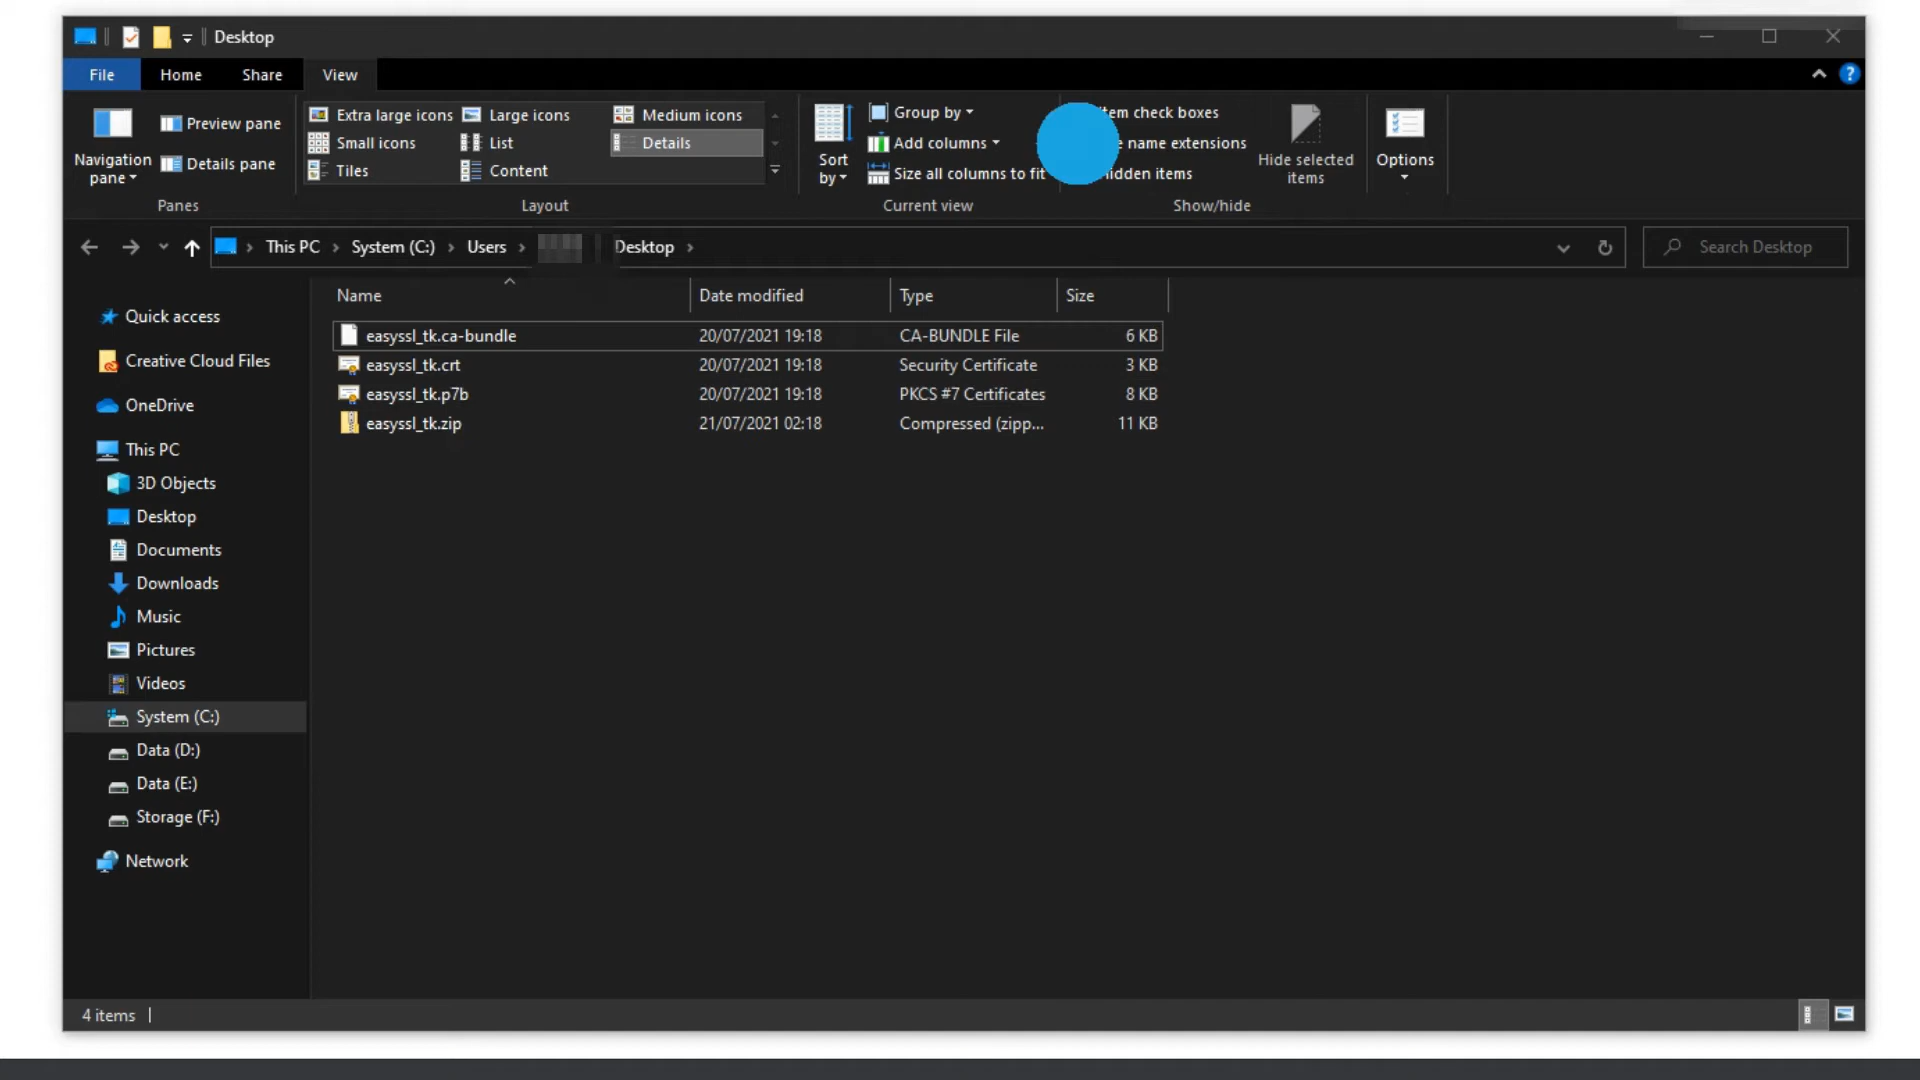 Desktop
File Home Share View
Navigation pane
Preview pane
Details pane
Panes
Extra large icons Large icons Medium icons
Small icons List Details
Tiles Content
Layout
Sort by
Group by
Add columns
Size all columns to fit
Current view
check boxes
name extensions
items
Show/hide
Hide selected items
Options
This PC System (C:) Users Desktop
Search Desktop
Name Date modified Type Size
easyssl_tk.ca-bundle 20/07/2021 19:18 CA-BUNDLE File 6 KB
easyssl_tk.crt 20/07/2021 19:18 Security Certificate 3 KB
easyssl_tk.p7b 20/07/2021 19:18 PKCS #7 Certificates 8 KB
easyssl_tk.zip 21/07/2021 02:18 Compressed (zipp... 11 KB
Quick access
Creative Cloud Files
OneDrive
This PC
3D Objects
Desktop
Documents
Downloads
Music
Pictures
Videos
System (C:)
Data (D:)
Data (E:)
Storage (F:)
Network
4 items